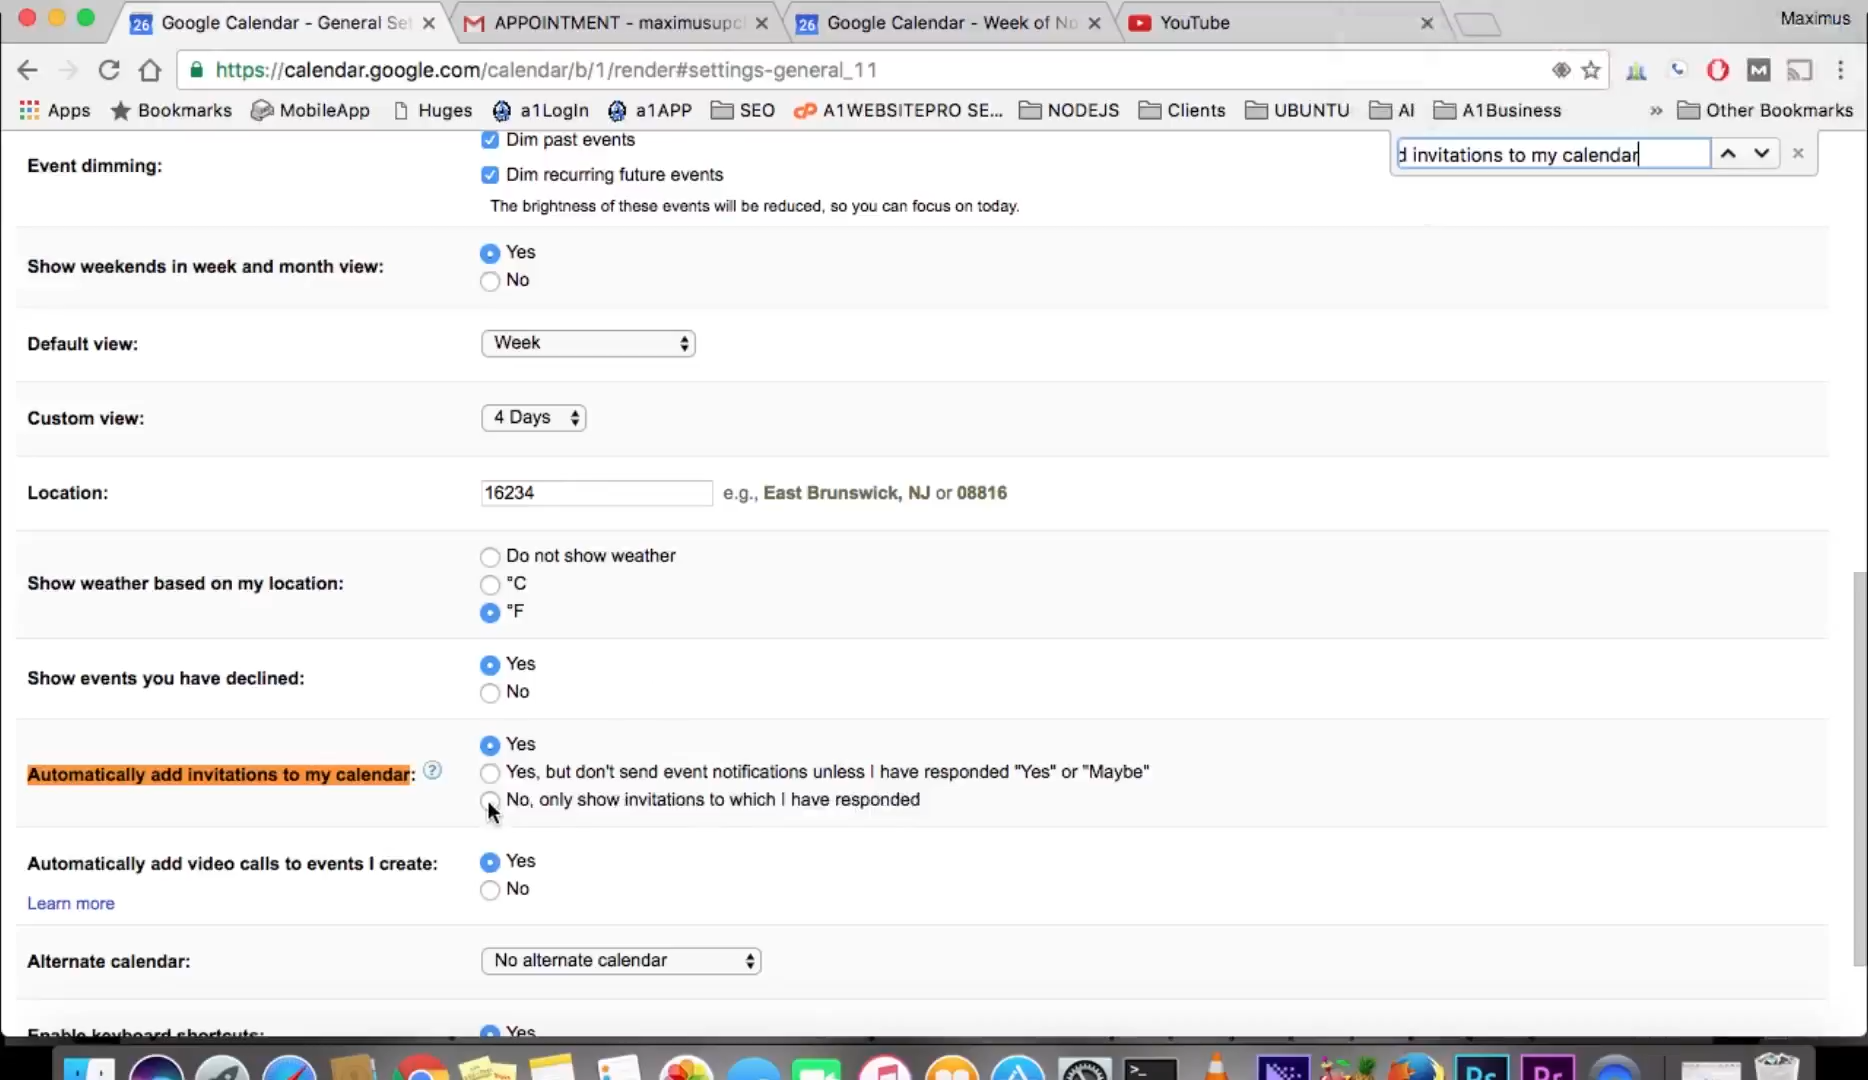 Google Calendar - General Set
APPOINTMENT - maximusupc
Google Calendar - Week of No
YouTube
Maximus
https://calendar.google.com/calendar/b/1/render#settings-general_11
Apps
Bookmarks
MobileApp
Huges
a1LogIn
a1APP
SEO
A1WEBSITEPRO SE...
NODEJS
Clients
UBUNTU
AI
A1Business
»
Other Bookmarks
d invitations to my calendar
Event dimming:
Dim past events
Dim recurring future events
The brightness of these events will be reduced, so you can focus on today.
Show weekends in week and month view:
Yes
No
Default view:
Week
Custom view:
4 Days
Location:
16234
e.g., East Brunswick, NJ or 08816
Show weather based on my location:
Do not show weather
°C
°F
Show events you have declined:
Yes
No
Automatically add invitations to my calendar: ?
Yes
Yes, but don't send event notifications unless I have responded "Yes" or "Maybe"
No, only show invitations to which I have responded
Automatically add video calls to events I create:
Learn more
Yes
No
Alternate calendar:
No alternate calendar
Enable keyboard shortcuts:
Yes